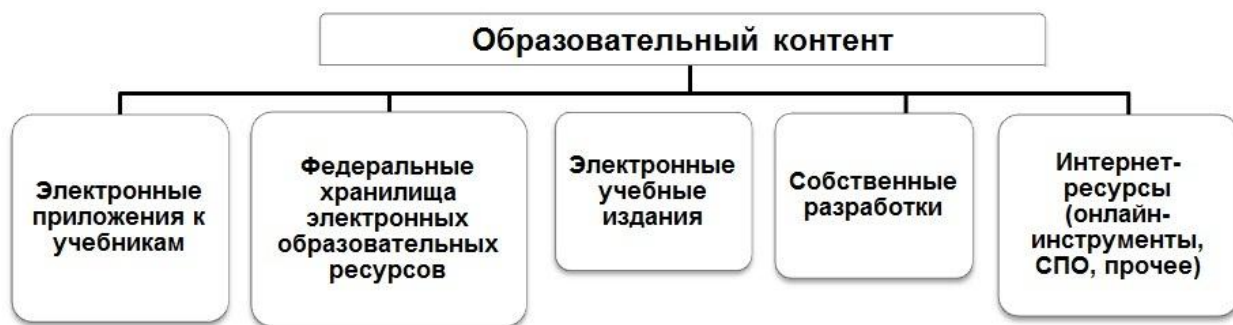 Образовательный контент
Электронные
приложения к
учебникам
Федеральные
хранилища
электронных
образовательных
ресурсов
Электронные
учебные
издания
Собственные
разработки
Интернет-
ресурсы
(онлайн-
инструменты,
СПО, прочее)